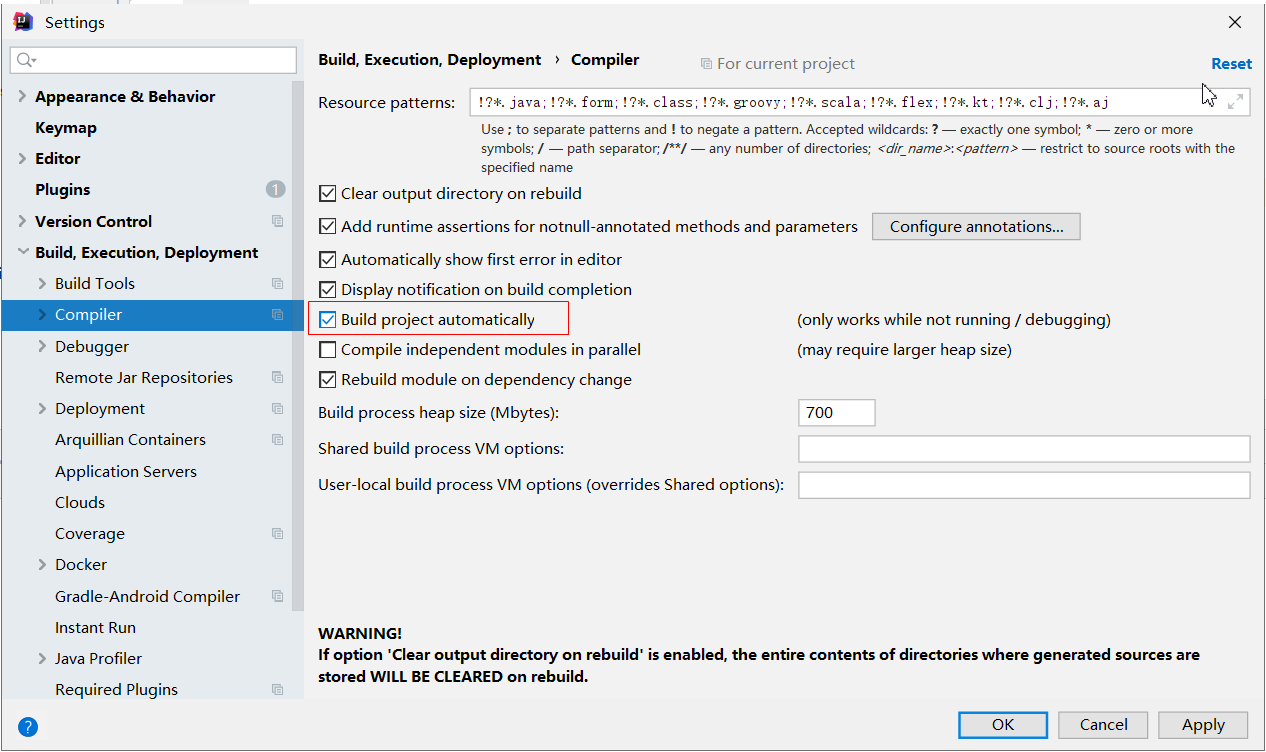 Settings
Appearance & Behavior
Keymap
Editor
Plugins
1
Version Control
Build, Execution, Deployment
Build Tools
Compiler
Debugger
Remote Jar Repositories
Deployment
Arquillian Containers
Application Servers
Clouds
Coverage
Docker
Gradle-Android Compiler
Instant Run
Java Profiler
Required Plugins
?
Build, Execution, Deployment › Compiler
For current project
Reset
Resource patterns: !?*.java;!?*.form;!?*.class;!?*.groovy;!?*.scala;!?*.flex;!?*.kt;!?*.clj;!?*.aj
Use ; to separate patterns and ! to negate a pattern. Accepted wildcards: ? — exactly one symbol; * — zero or more
symbols; / — path separator; /**/ — any number of directories; <dir_name>:<pattern> — restrict to source roots with the
specified name
Clear output directory on rebuild
Add runtime assertions for notnull-annotated methods and parameters
Configure annotations...
Automatically show first error in editor
Display notification on build completion
Build project automatically (only works while not running / debugging)
Compile independent modules in parallel (may require larger heap size)
Rebuild module on dependency change
Build process heap size (Mbytes): 700
Shared build process VM options:
User-local build process VM options (overrides Shared options):
WARNING!
If option 'Clear output directory on rebuild' is enabled, the entire contents of directories where generated sources are
stored WILL BE CLEARED on rebuild.
OK
Cancel
Apply